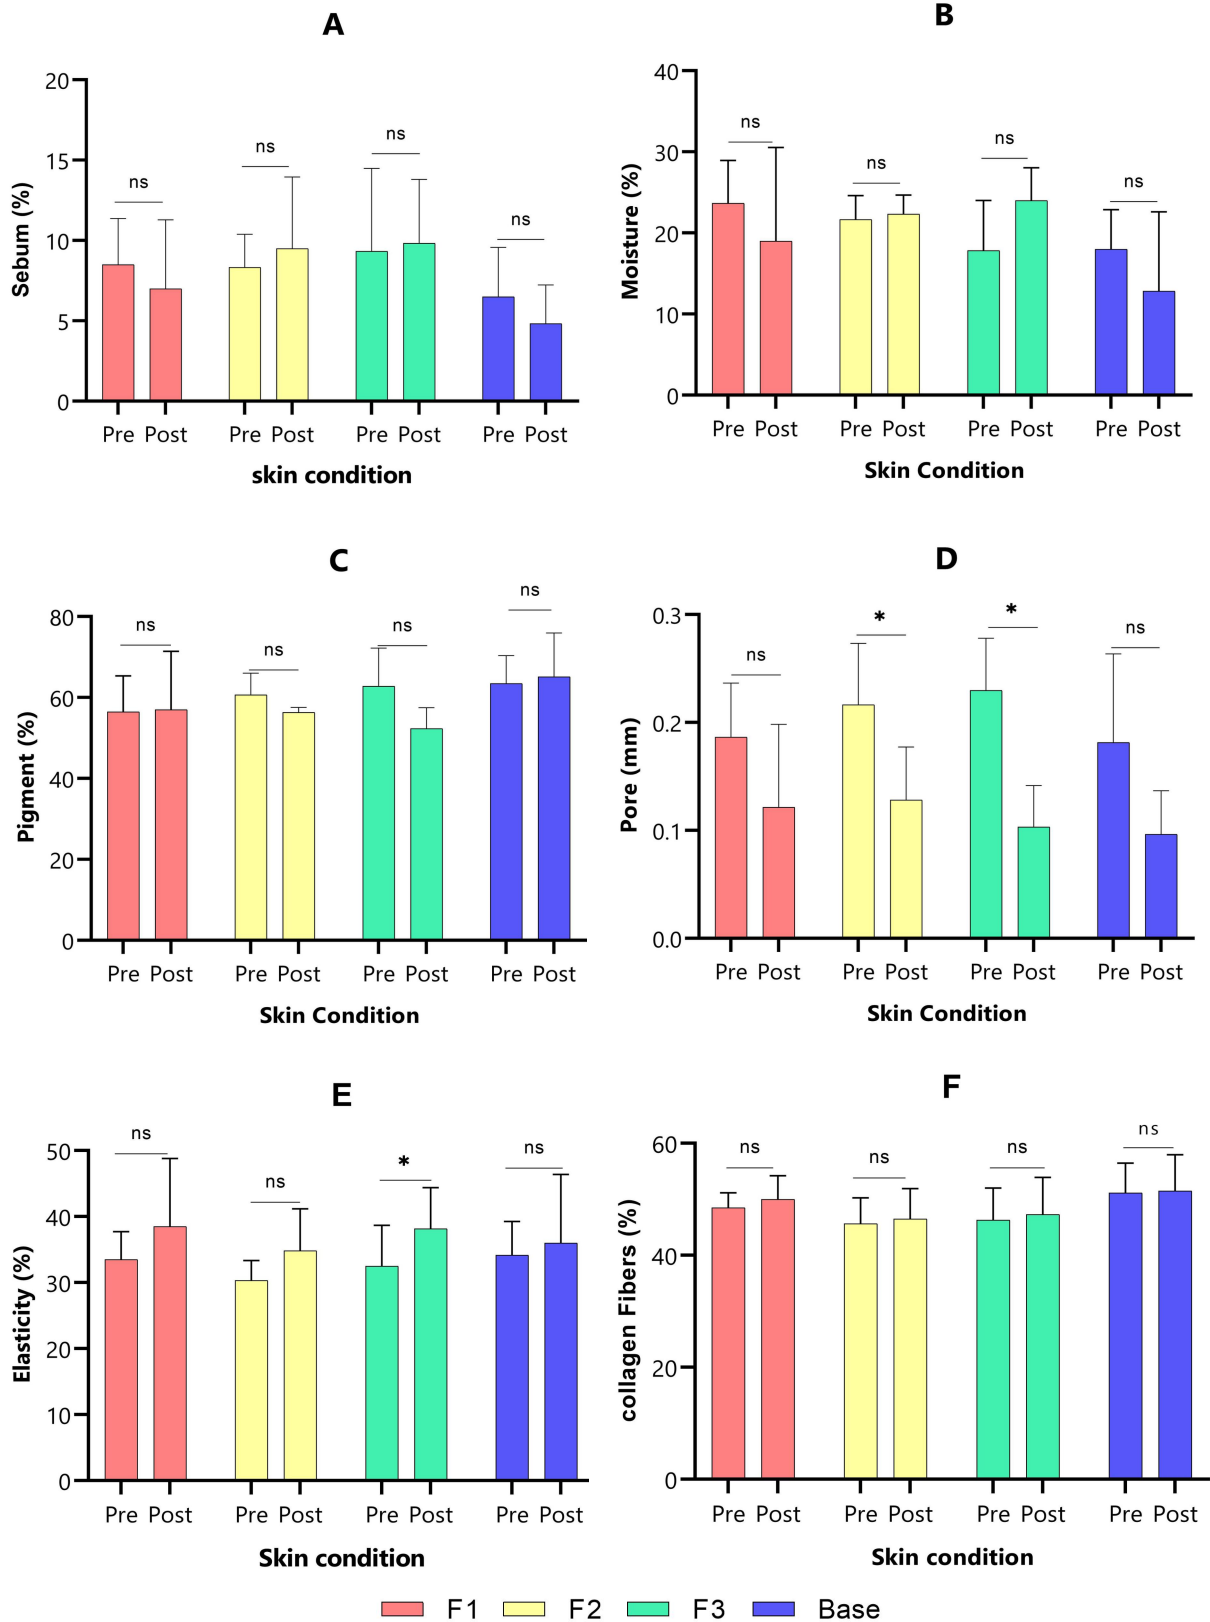 A
20
15
10
5
0
Sebum (%)
ns
ns
ns
ns
Pre Post Pre Post Pre Post Pre Post
skin condition
B
40
30
20
10
0
Moisture (%)
ns
ns
ns
ns
Pre Post Pre Post Pre Post Pre Post
Skin Condition
C
80
60
40
20
0
Pigment (%)
ns
ns
ns
ns
Pre Post Pre Post Pre Post Pre Post
Skin Condition
D
0.3
0.2
0.1
0.0
Pore (mm)
ns
*
*
ns
Pre Post Pre Post Pre Post Pre Post
Skin Condition
E
50
40
30
20
10
0
Elasticity (%)
ns
ns
*
ns
Pre Post Pre Post Pre Post Pre Post
Skin condition
F
60
40
20
0
collagen Fibers (%)
ns
ns
ns
ns
Pre Post Pre Post Pre Post Pre Post
Skin condition
F1 F2 F3 Base